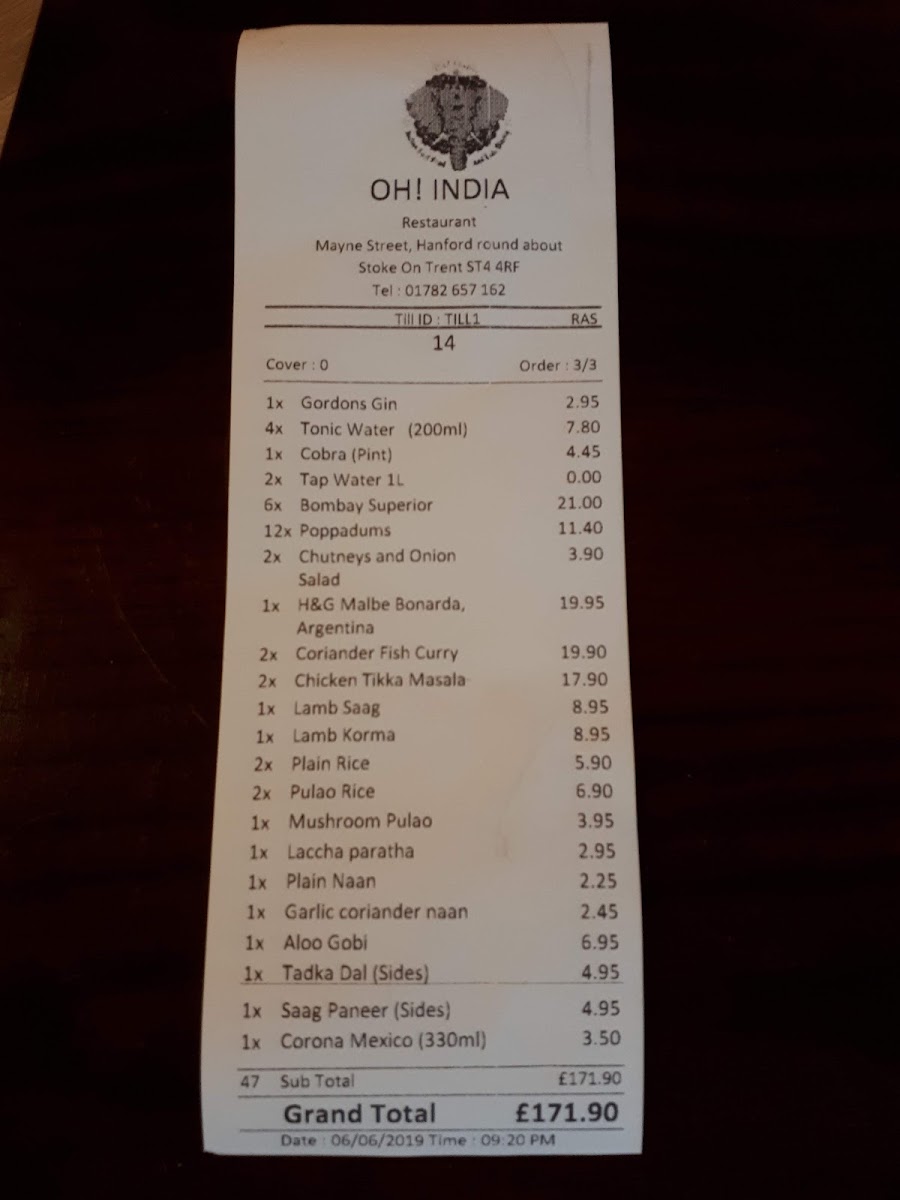 OH! INDIA
Restaurant
Mayne Street, Hanford round about
Stoke On Trent ST4 4RF
Tel : 01782 657 162
Till ID : TILL1 RAS
14
Cover : 0 Order : 3/3
1x Gordons Gin 2.95
4x Tonic Water (200ml) 7.80
1x Cobra (Pint) 4.45
2x Tap Water 1L 0.00
6x Bombay Superior 21.00
12x Poppadums 11.40
2x Chutneys and Onion 3.90
Salad
1x H&G Malbe Bonarda, 19.95
Argentina
2x Coriander Fish Curry 19.90
2x Chicken Tikka Masala 17.90
1x Lamb Saag 8.95
1x Lamb Korma 8.95
2x Plain Rice 5.90
2x Pulao Rice 6.90
1x Mushroom Pulao 3.95
1x Laccha paratha 2.95
1x Plain Naan 2.25
1x Garlic coriander naan 2.45
1x Aloo Gobi 6.95
1x Tadka Dal (Sides) 4.95
1x Saag Paneer (Sides) 4.95
1x Corona Mexico (330ml) 3.50
47 Sub Total £171.90
Grand Total £171.90
Date : 06/06/2019 Time : 09:20 PM